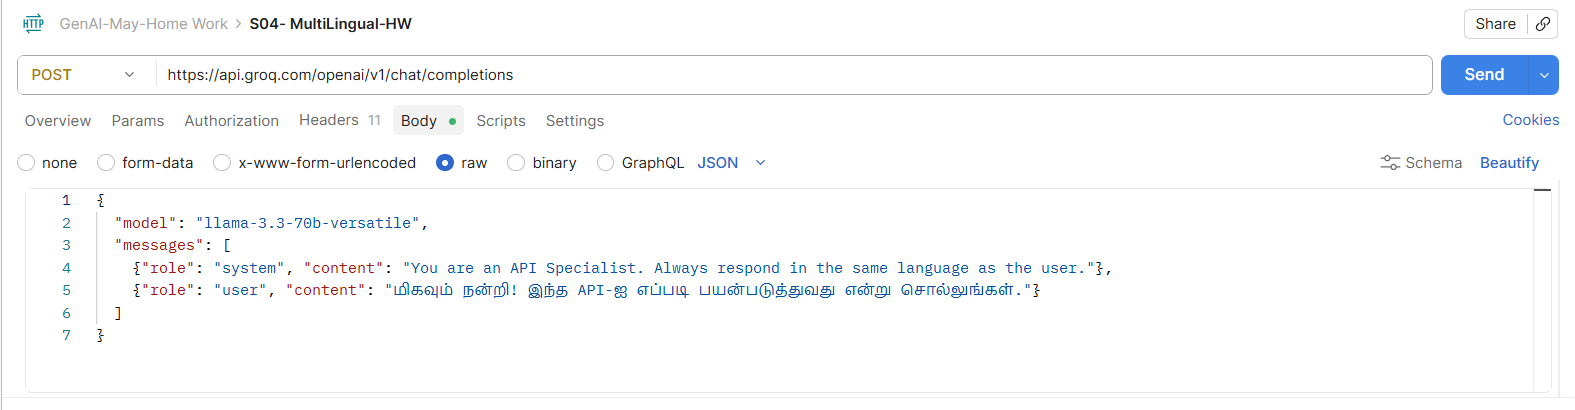 HTTP GenAI-May-Home Work > S04- MultiLingual-HW Share
POST https://api.groq.com/openai/v1/chat/completions Send
Overview Params Authorization Headers 11 Body Scripts Settings Cookies
none form-data x-www-form-urlencoded raw binary GraphQL JSON Schema Beautify
1 {
2 "model": "llama-3.3-70b-versatile",
3 "messages": [
4 {"role": "system", "content": "You are an API Specialist. Always respond in the same language as the user."},
5 {"role": "user", "content": "மிகவும் நன்றி! இந்த API-ஐ எப்படி பயன்படுத்துவது என்று சொல்லுங்கள்."}
6 ]
7 }